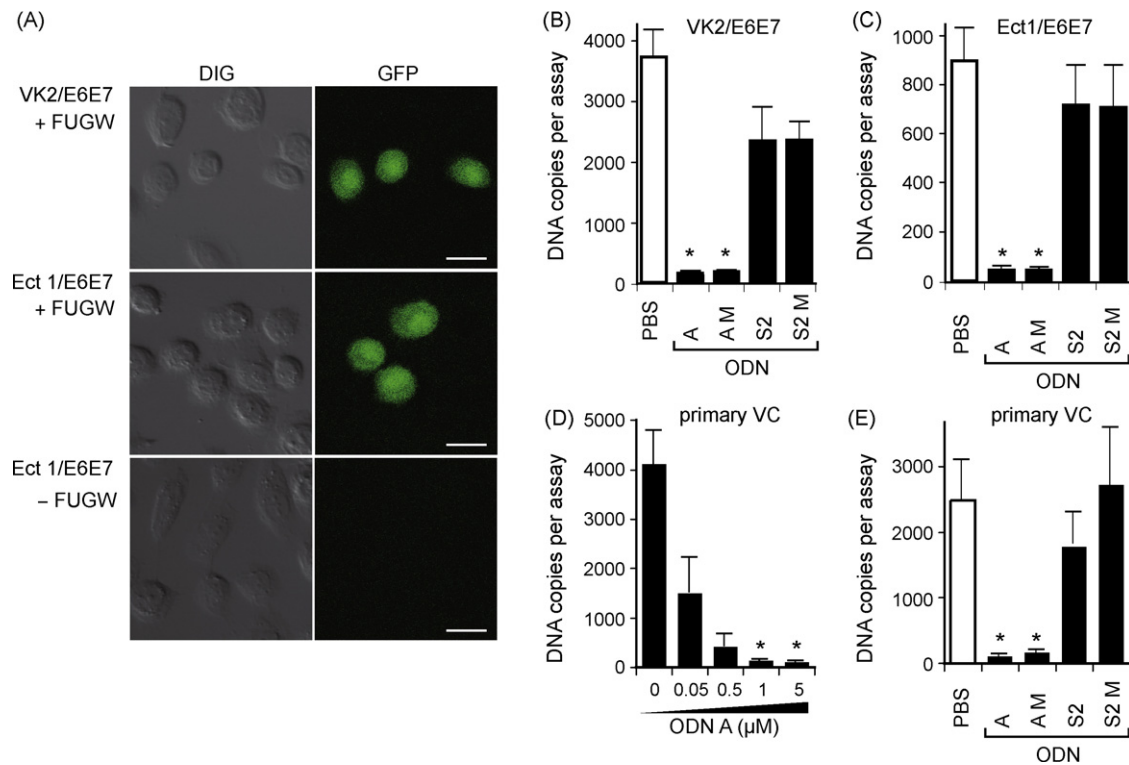 (A)
DIG GFP
VK2/E6E7
+ FUGW
Ect 1/E6E7
+ FUGW
Ect 1/E6E7
– FUGW
(B)
VK2/E6E7
DNA copies per assay
4000
3000
2000
1000
0
* *
PBS A A M S2 S2 M
ODN
(C)
Ect1/E6E7
DNA copies per assay
1000
800
600
400
200
0
* *
PBS A A M S2 S2 M
ODN
(D)
primary VC
DNA copies per assay
5000
4000
3000
2000
1000
0
* *
0 0.05 0.5 1 5
ODN A (µM)
(E)
primary VC
DNA copies per assay
3000
2000
1000
0
* *
PBS A A M S2 S2 M
ODN